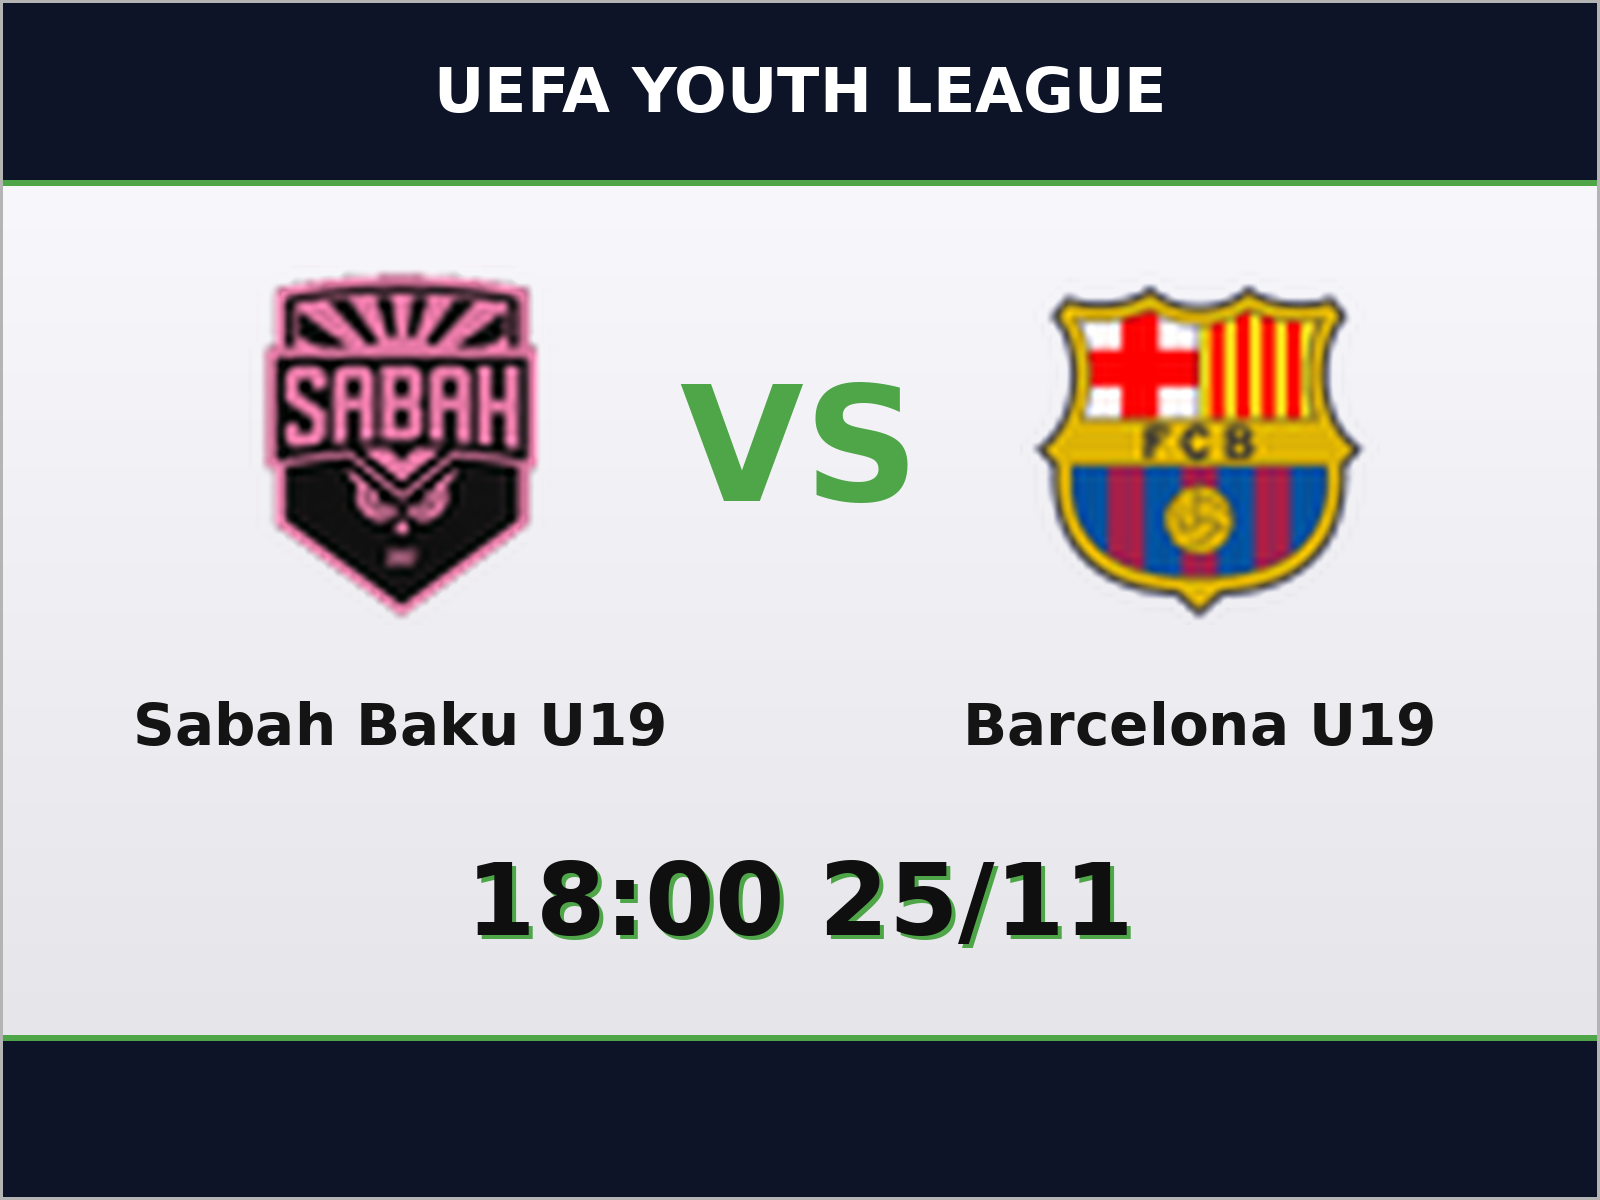 UEFA YOUTH LEAGUE
SABAH
VS
FCB
Sabah Baku U19
Barcelona U19
18:00 25/11